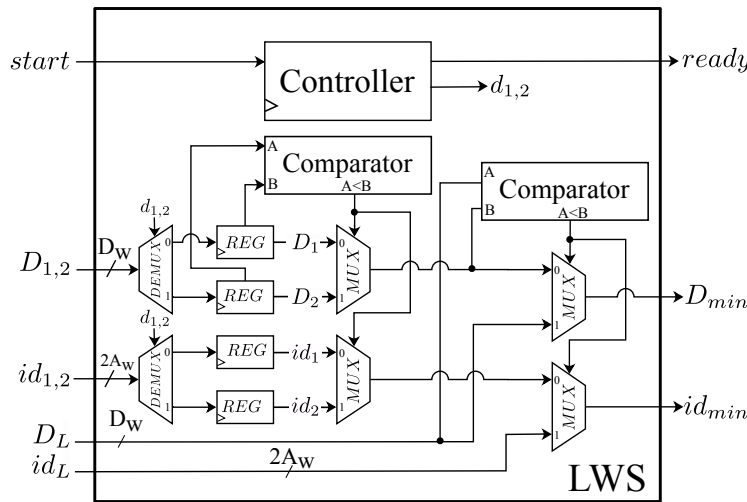 start
Controller
ready
d1,2
A
Comparator
B
A<B
A
Comparator
B
A<B
d1,2
DW
D1,2
DEMUX
0
1
REG
D1
0
MUX
1
REG
D2
0
MUX
1
Dmin
d1,2
2AW
id1,2
DEMUX
0
1
REG
id1
0
MUX
1
REG
id2
0
MUX
1
idmin
DW
DL
idL
2AW
LWS